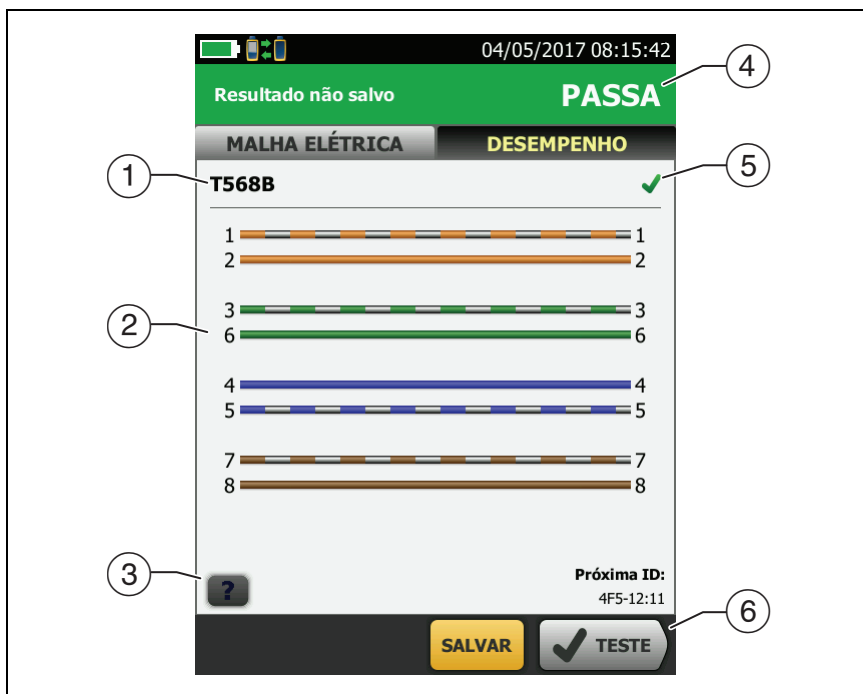 04/05/2017 08:15:42
Resultado não salvo PASSA
MALHA ELÉTRICA DESEMPENHO
T568B
1 1
2 2
3 3
6 6
4 4
5 5
7 7
8 8
?
Próxima ID:
4F5-12:11
SALVAR TESTE
1
2
3
4
5
6